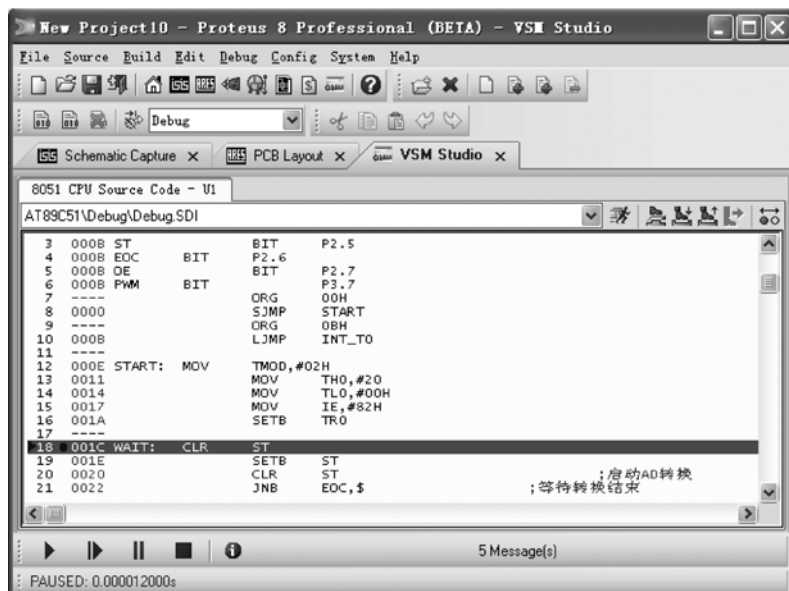 New Project10 - Proteus 8 Professional (BETA) - VSM Studio
File Source Build Edit Debug Config System Help
Debug
Schematic Capture x PCB Layout x VSM Studio x
8051 CPU Source Code - U1
AT89C51\Debug\Debug.SDI
3 000B ST BIT P2.5
4 000B EOC BIT P2.6
5 000B OE BIT P2.7
6 000B PWM BIT P3.7
7 ---- ORG 00H
8 0000 SJMP START
9 ---- ORG 0BH
10 000B LJMP INT_T0
11 ----
12 000E START: MOV TMOD,#02H
13 0011 MOV TH0,#20
14 0014 MOV TL0,#00H
15 0017 MOV IE,#82H
16 001A SETB TR0
17 ----
18 001C WAIT: CLR ST
19 001E SETB ST
20 0020 CLR ST ;启动AD转换
21 0022 JNB EOC,$ ;等待转换结束
5 Message(s)
PAUSED: 0.000012000s